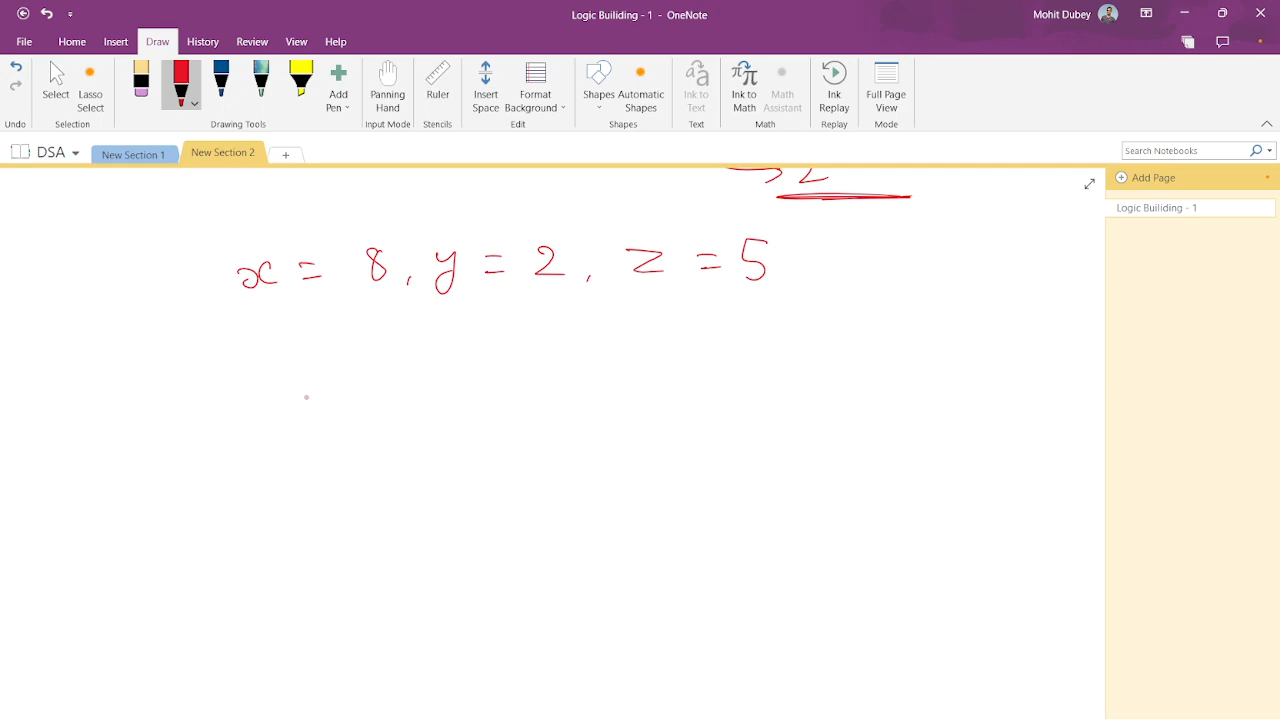 Logic Builiding - 1 - OneNote
Mohit Dubey
File Home Insert Draw History Review View Help
Undo
Select
Lasso Select
Add Pen
Panning Hand
Ruler
Insert Space
Format Background
Shapes
Automatic Shapes
Ink to Text
Ink to Math
Math Assistant
Ink Replay
Full Page View
Undo Selection Drawing Tools Input Mode Stencils Edit Shapes Text Math Replay Mode
DSA New Section 1 New Section 2 + Search Notebooks
Add Page
Logic Builiding - 1
x = 8, y = 2, z = 5